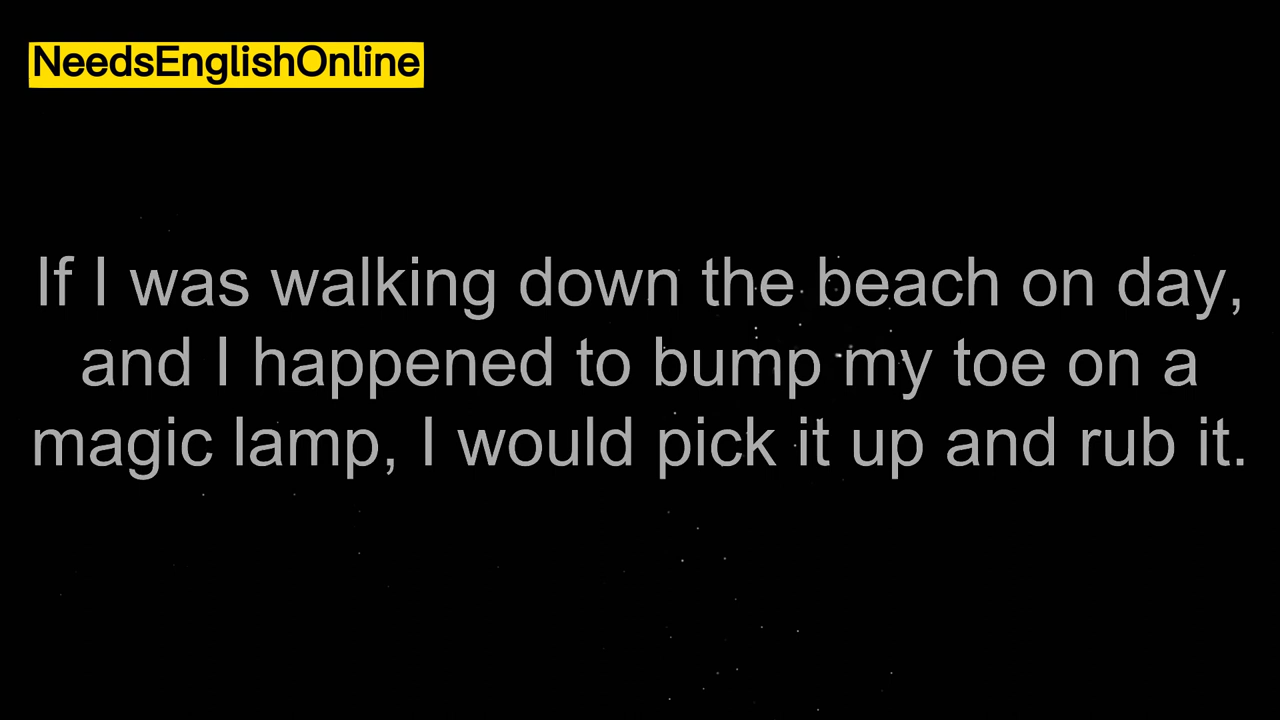 NeedsEnglishOnline
If I was walking down the beach on day,
and I happened to bump my toe on a
magic lamp, I would pick it up and rub it.